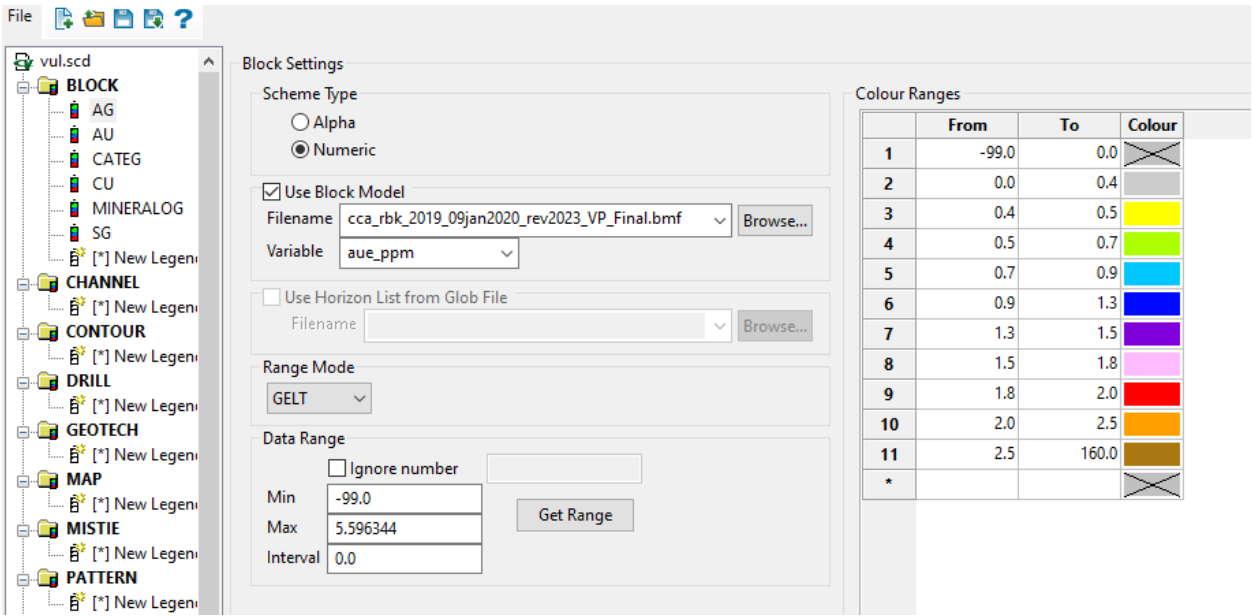 File ?
vul.scd
BLOCK
AG
AU
CATEG
CU
MINERALOG
SG
[*] New Legen
CHANNEL
[*] New Legen
CONTOUR
[*] New Legen
DRILL
[*] New Legen
GEOTECH
[*] New Legen
MAP
[*] New Legen
MISTIE
[*] New Legen
PATTERN
[*] New Legen
Block Settings
Scheme Type
Alpha
Numeric
Use Block Model
Filename cca_rbk_2019_09jan2020_rev2023_VP_Final.bmf Browse...
Variable aue_ppm
Use Horizon List from Glob File
Filename Browse...
Range Mode
GELT
Data Range
Ignore number
Min -99.0
Max 5.596344
Get Range
Interval 0.0
Colour Ranges
From To Colour
1 -99.0 0.0
2 0.0 0.4
3 0.4 0.5
4 0.5 0.7
5 0.7 0.9
6 0.9 1.3
7 1.3 1.5
8 1.5 1.8
9 1.8 2.0
10 2.0 2.5
11 2.5 160.0
*